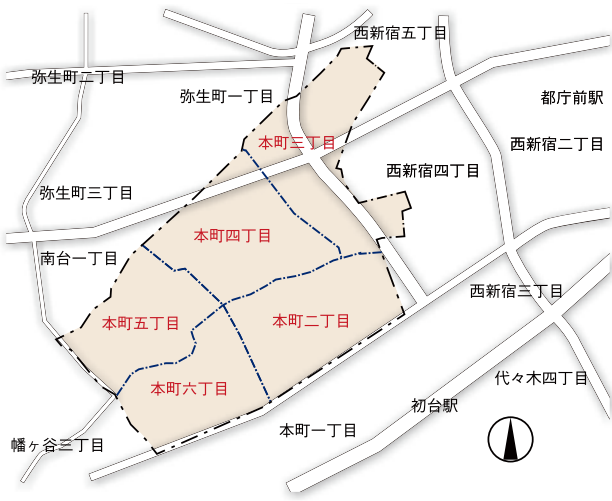 西新宿五丁目
弥生町二丁目
弥生町一丁目
都庁前駅
本町三丁目
西新宿二丁目
西新宿四丁目
弥生町三丁目
本町四丁目
南台一丁目
西新宿三丁目
本町五丁目
本町二丁目
代々木四丁目
本町六丁目
初台駅
本町一丁目
幡ヶ谷三丁目